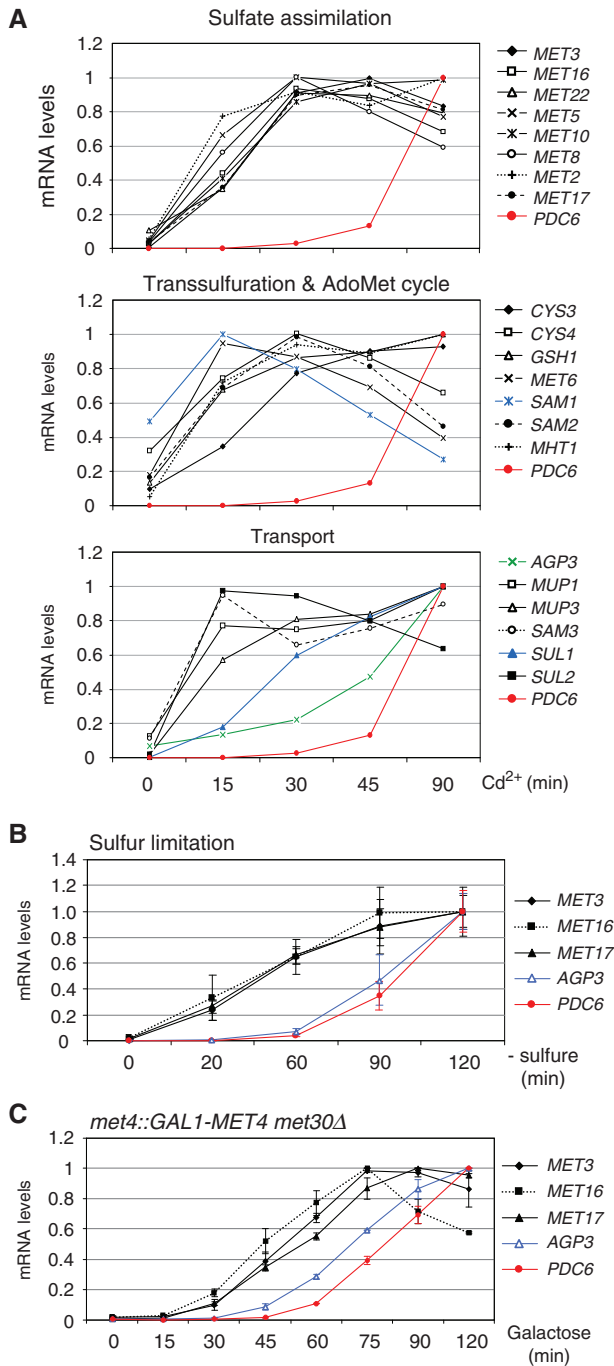 A
Sulfate assimilation
mRNA levels
1.2
1
0.8
0.6
0.4
0.2
0
MET3
MET16
MET22
MET5
MET10
MET8
MET2
MET17
PDC6
Transsulfuration & AdoMet cycle
mRNA levels
1.2
1
0.8
0.6
0.4
0.2
0
CYS3
CYS4
GSH1
MET6
SAM1
SAM2
MHT1
PDC6
Transport
mRNA levels
1.2
1
0.8
0.6
0.4
0.2
0
AGP3
MUP1
MUP3
SAM3
SUL1
SUL2
PDC6
0 15 30 45 90 Cd2+ (min)
B
Sulfur limitation
mRNA levels
1.4
1.2
1.0
0.8
0.6
0.4
0.2
0
MET3
MET16
MET17
AGP3
PDC6
0 20 60 90 120
- sulfure
(min)
C
met4::GAL1-MET4 met30Δ
mRNA levels
1.2
1
0.8
0.6
0.4
0.2
0
MET3
MET16
MET17
AGP3
PDC6
0 15 30 45 60 75 90 120
Galactose
(min)